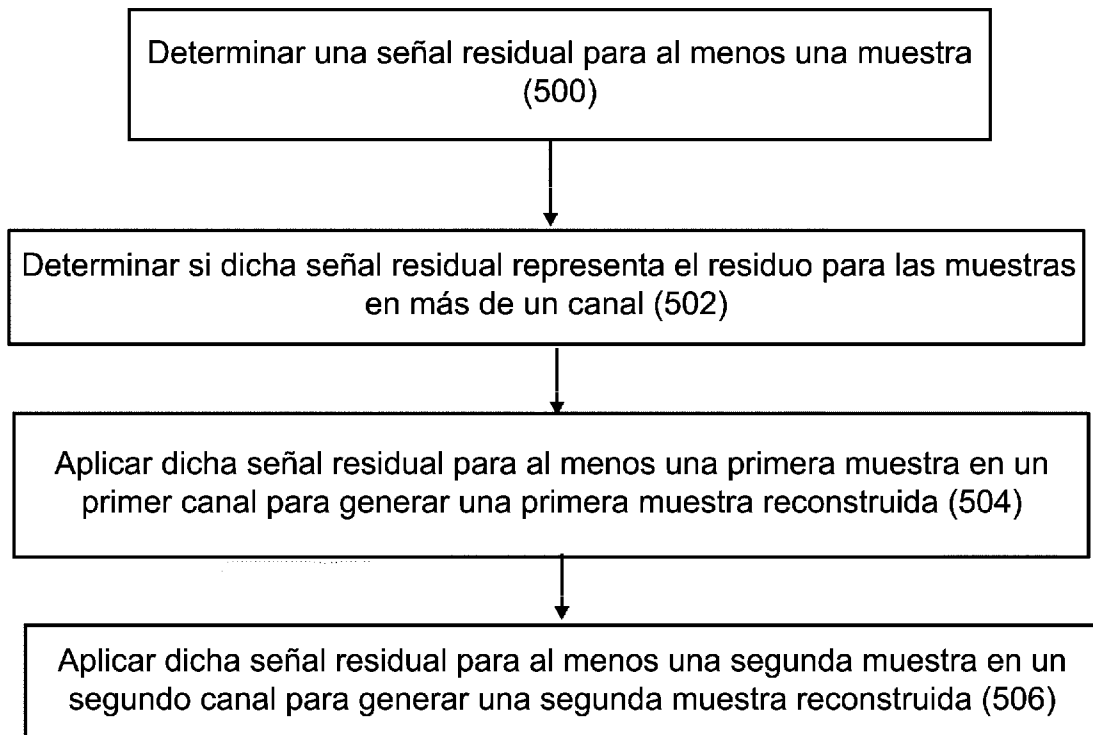 Determinar una señal residual para al menos una muestra
(500)
Determinar si dicha señal residual representa el residuo para las muestras
en más de un canal (502)
Aplicar dicha señal residual para al menos una primera muestra en un
primer canal para generar una primera muestra reconstruida (504)
Aplicar dicha señal residual para al menos una segunda muestra en un
segundo canal para generar una segunda muestra reconstruida (506)